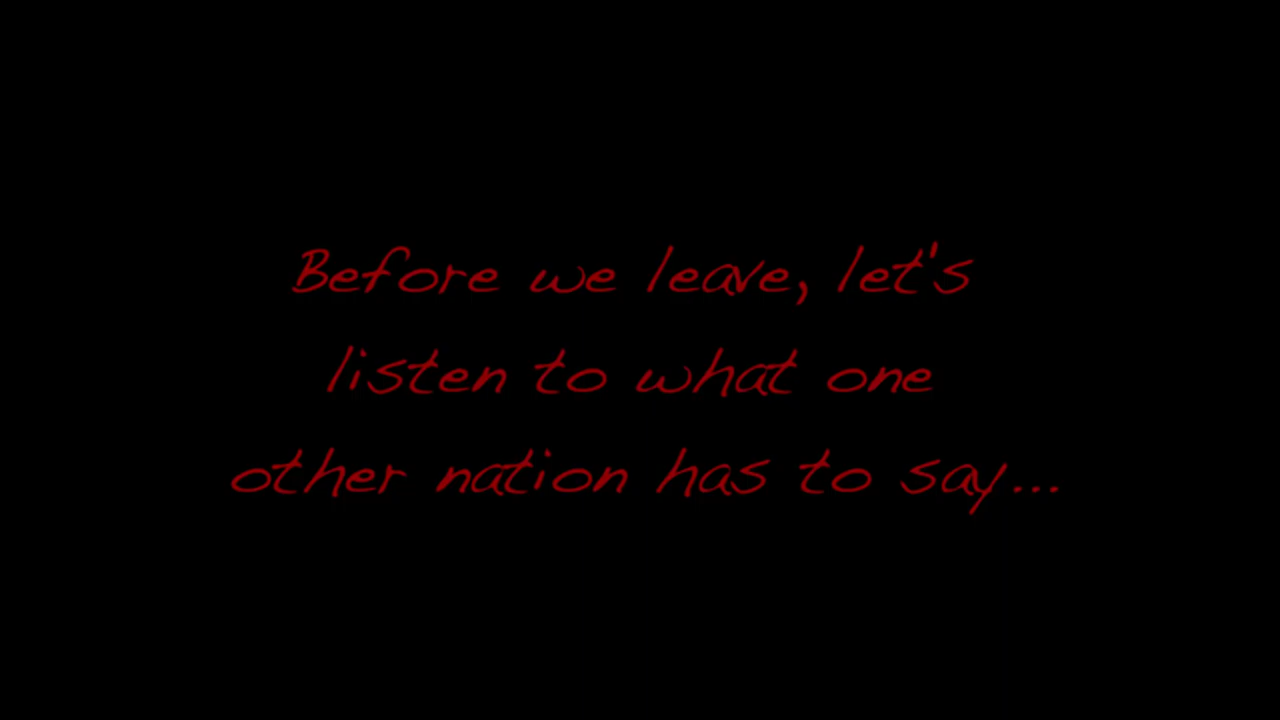 Before we leave, let's
listen to what one
other nation has to say...